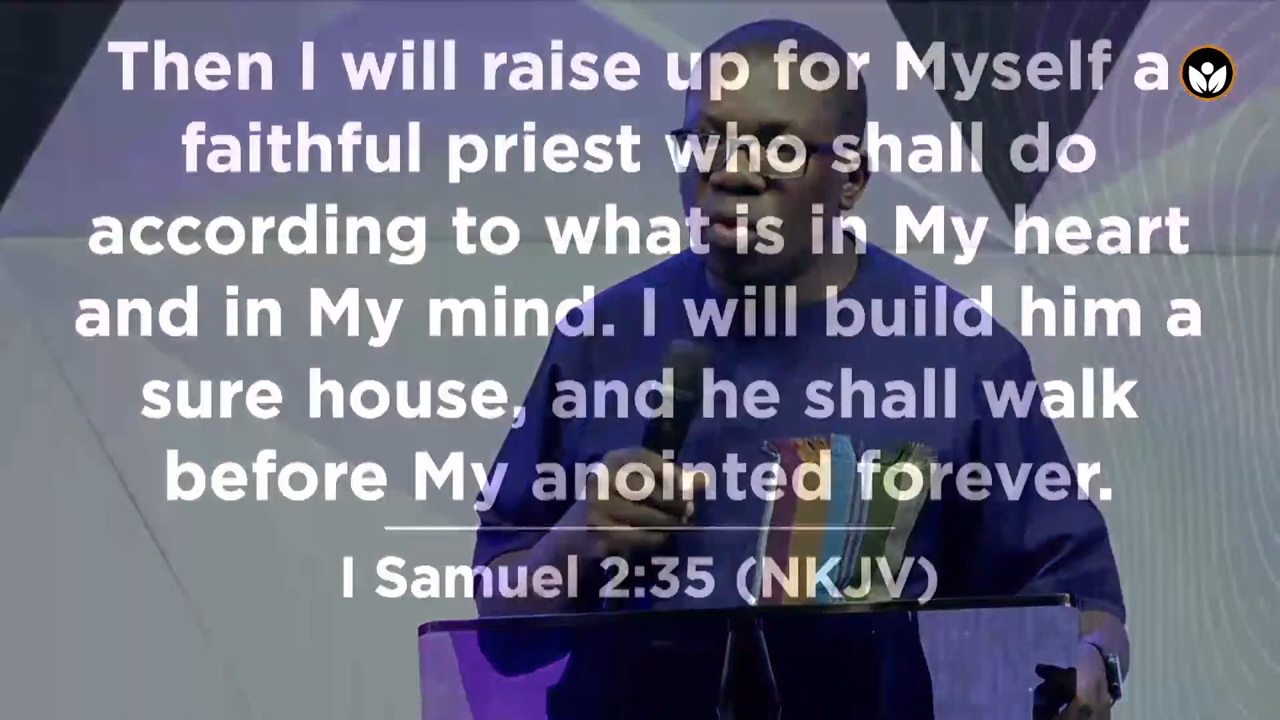 Then I will raise up for Myself a
faithful priest who shall do
according to what is in My heart
and in My mind. I will build him a
sure house, and he shall walk
before My anointed forever.
I Samuel 2:35 (NKJV)